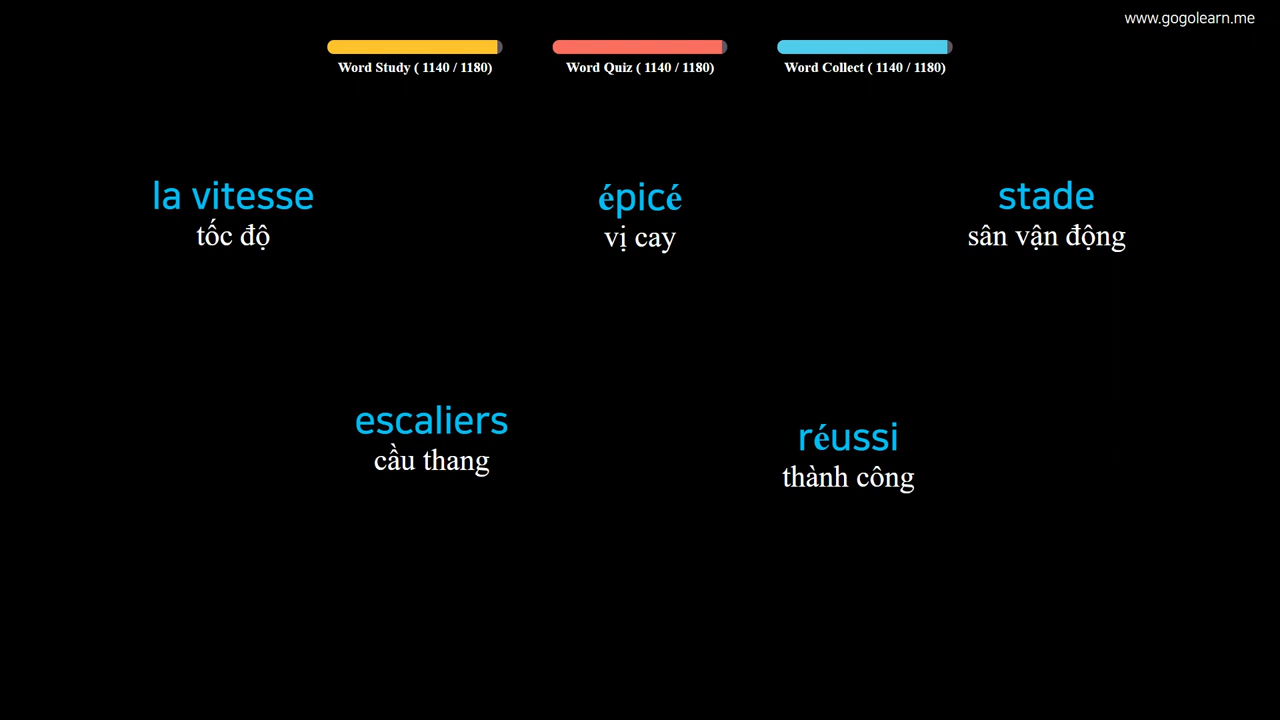 www.gogolearn.me
Word Study ( 1140 / 1180)
Word Quiz ( 1140 / 1180)
Word Collect ( 1140 / 1180)
la vitesse
tốc độ
épicé
vị cay
stade
sân vận động
escaliers
cầu thang
réussi
thành công